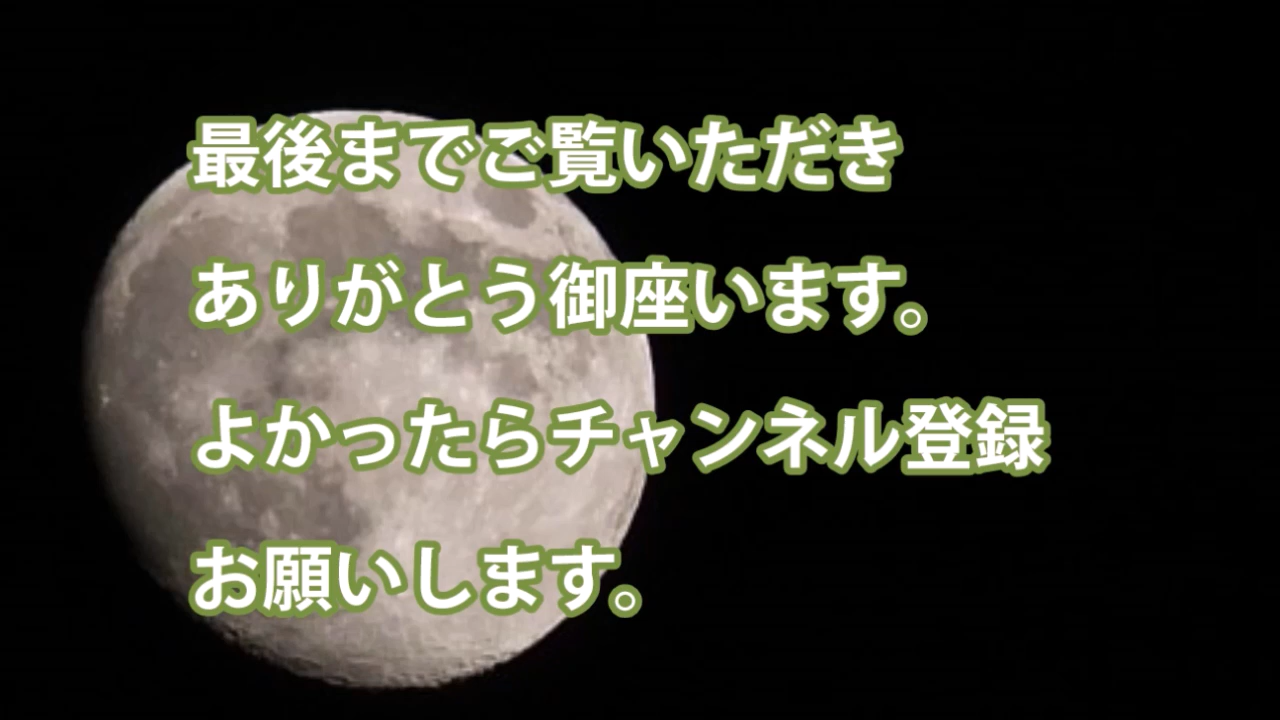 最後までご覧いただき
ありがとう御座います。
よかったらチャンネル登録
お願いします。